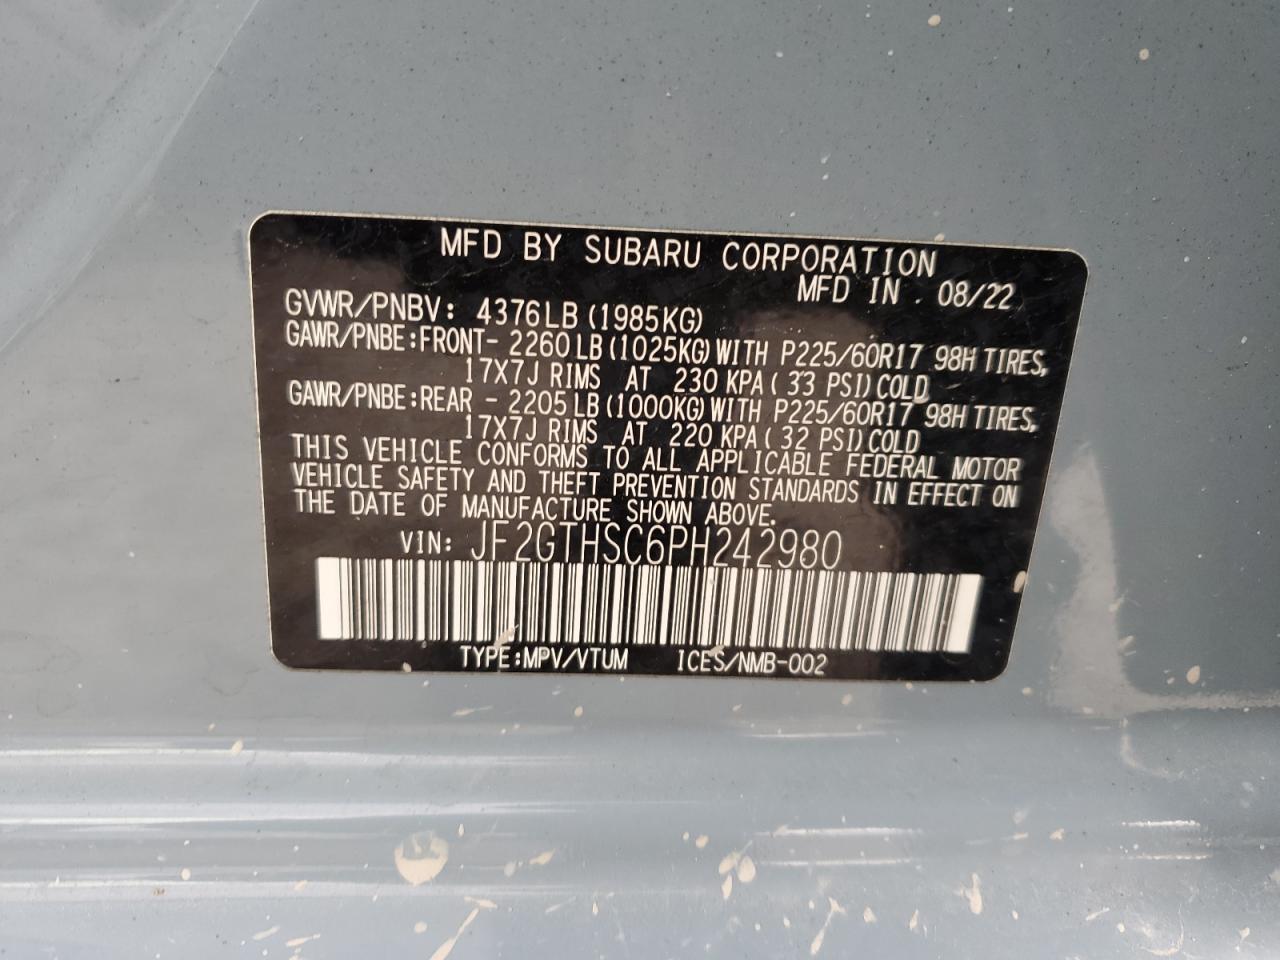 MFD BY SUBARU CORPORATION
MFD IN . 08/22
GVWR/PNBV: 4376LB (1985KG)
GAWR/PNBE:FRONT- 2260 LB (1025KG) WITH P225/60R17 98H TIRES,
17X7J RIMS AT 230 KPA ( 33 PSI) COLD
GAWR/PNBE:REAR - 2205 LB (1000KG) WITH P225/60R17 98H TIRES,
17X7J RIMS AT 220 KPA ( 32 PSI) COLD
THIS VEHICLE CONFORMS TO ALL APPLICABLE FEDERAL MOTOR
VEHICLE SAFETY AND THEFT PREVENTION STANDARDS IN EFFECT ON
THE DATE OF MANUFACTURE SHOWN ABOVE.
VIN: JF2GTHSC6PH242980
TYPE:MPV/VTUM ICES/NMB-002